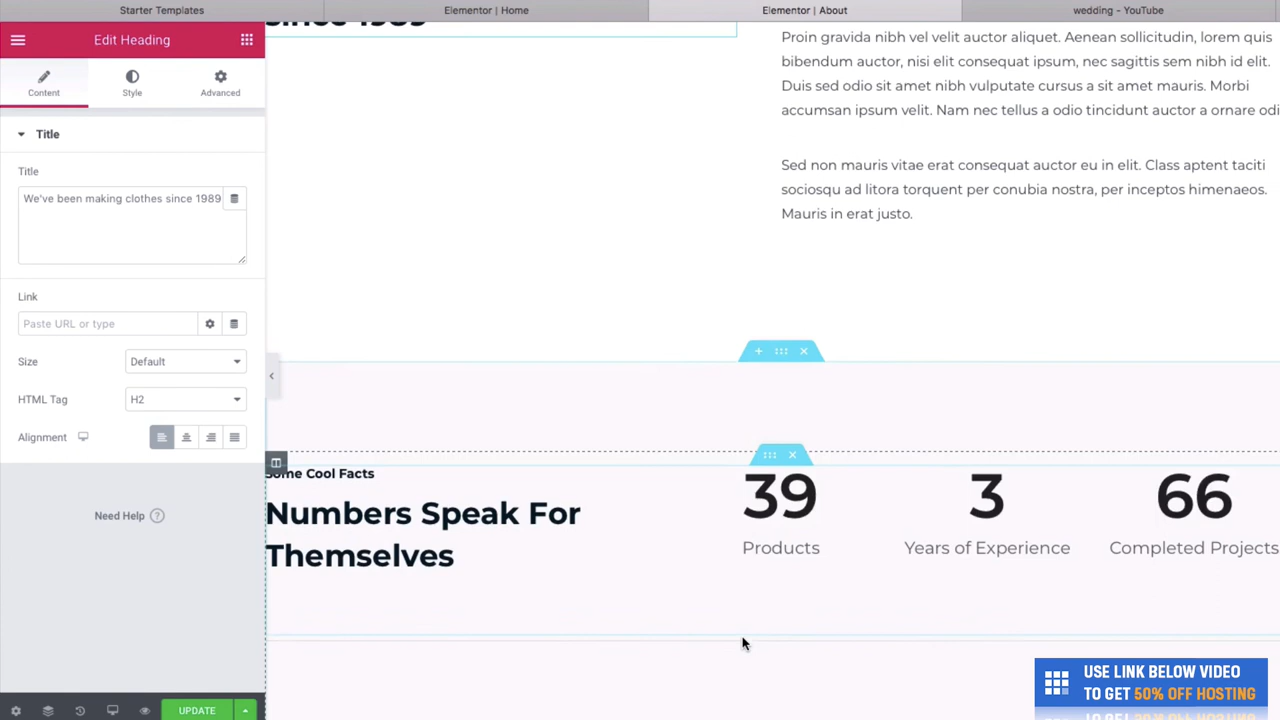 Starter Templates
Elementor | Home
Elementor | About
wedding - YouTube
Edit Heading
Content
Style
Advanced
Title
Title
We've been making clothes since 1989
Link
Paste URL or type
Size
Default
HTML Tag
H2
Alignment
Need Help ?
UPDATE
since 1989
Proin gravida nibh vel velit auctor aliquet. Aenean sollicitudin, lorem quis
bibendum auctor, nisi elit consequat ipsum, nec sagittis sem nibh id elit.
Duis sed odio sit amet nibh vulputate cursus a sit amet mauris. Morbi
accumsan ipsum velit. Nam nec tellus a odio tincidunt auctor a ornare odi
Sed non mauris vitae erat consequat auctor eu in elit. Class aptent taciti
sociosqu ad litora torquent per conubia nostra, per inceptos himenaeos.
Mauris in erat justo.
Some Cool Facts
Numbers Speak For
Themselves
39
Products
3
Years of Experience
66
Completed Projects
USE LINK BELOW VIDEO
TO GET 50% OFF HOSTING